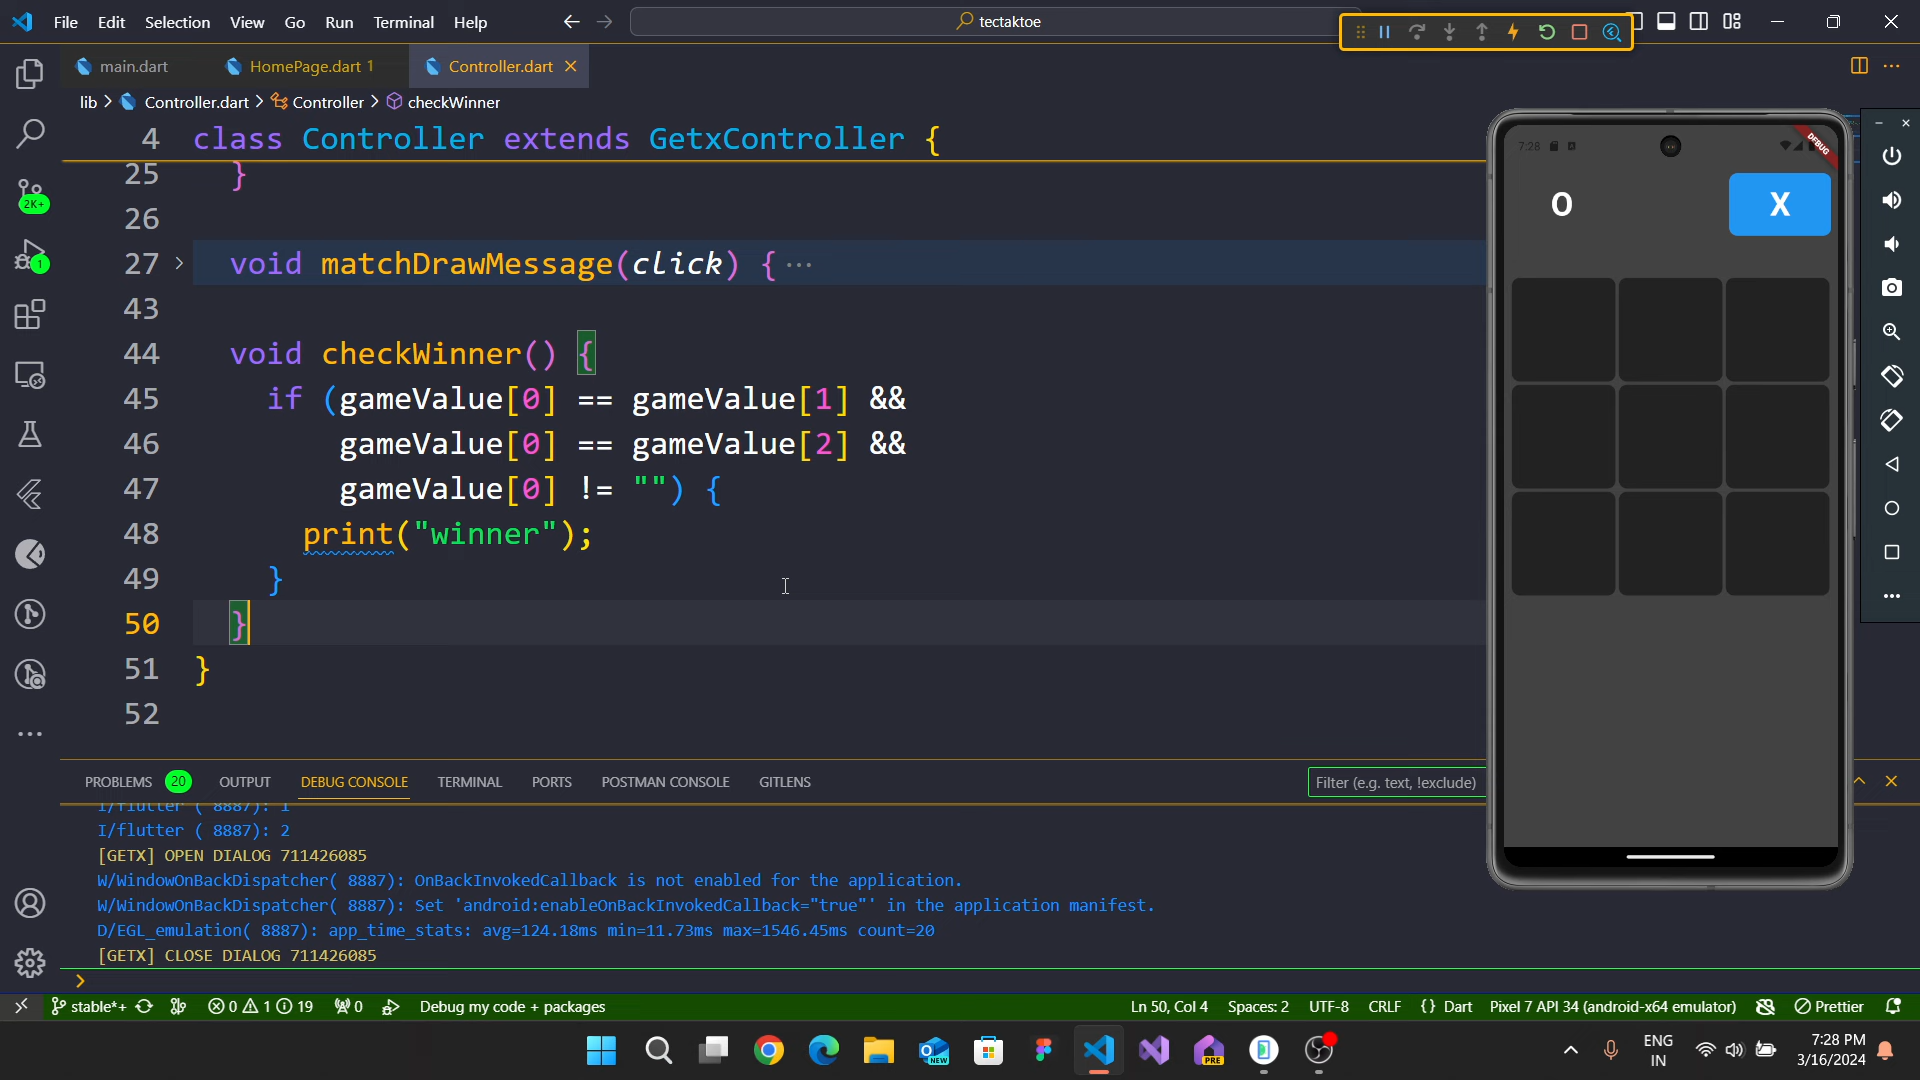 File Edit Selection View Go Run Terminal Help
tectaktoe
main.dart
HomePage.dart 1
Controller.dart
lib > Controller.dart > Controller > checkWinner
4 class Controller extends GetxController {
25 }
26
27 void matchDrawMessage(click) { ···
43
44 void checkWinner() {
45 if (gameValue[0] == gameValue[1] &&
46 gameValue[0] == gameValue[2] &&
47 gameValue[0] != "") {
48 print("winner");
49 }
50 }
51 }
52
2K+
1
7:28
DEBUG
O
X
PROBLEMS 20 OUTPUT DEBUG CONSOLE TERMINAL PORTS POSTMAN CONSOLE GITLENS
Filter (e.g. text, !exclude)
I/flutter ( 8887): 1
I/flutter ( 8887): 2
[GETX] OPEN DIALOG 711426085
W/WindowOnBackDispatcher( 8887): OnBackInvokedCallback is not enabled for the application.
W/WindowOnBackDispatcher( 8887): Set 'android:enableOnBackInvokedCallback="true"' in the application manifest.
D/EGL_emulation( 8887): app_time_stats: avg=124.18ms min=11.73ms max=1546.45ms count=20
[GETX] CLOSE DIALOG 711426085
>
stable*+ 0 1 19 0 Debug my code + packages
Ln 50, Col 4 Spaces: 2 UTF-8 CRLF {} Dart Pixel 7 API 34 (android-x64 emulator) Prettier
NEW
PRE
ENG
IN
7:28 PM
3/16/2024